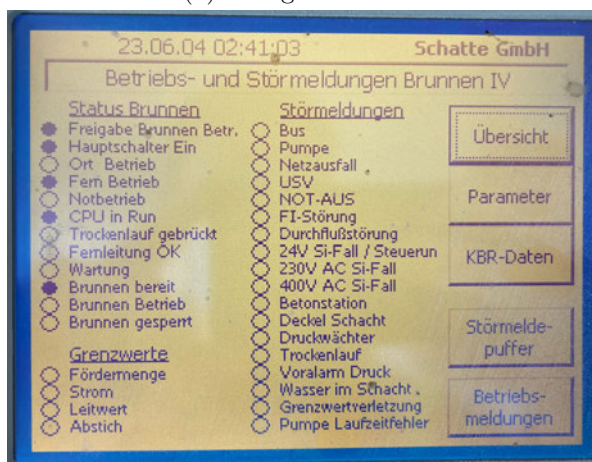 23.06.04 02:41:03 Schatte GmbH
Betriebs- und Störmeldungen Brunnen IV
Status Brunnen
Freigabe Brunnen Betr.
Hauptschalter Ein
Ort Betrieb
Fern Betrieb
Notbetrieb
CPU in Run
Trockenlauf gebrückt
Fernleitung OK
Wartung
Brunnen bereit
Brunnen Betrieb
Brunnen gesperrt
Grenzwerte
Fördermenge
Strom
Leitwert
Abstich
Störmeldungen
Bus
Pumpe
Netzausfall
USV
NOT-AUS
FI-Störung
Durchflußstörung
24V Si-Fall / Steuerun
230V AC Si-Fall
400V AC Si-Fall
Betonstation
Deckel Schacht
Druckwächter
Trockenlauf
Voralarm Druck
Wasser im Schacht
Grenzwertverletzung
Pumpe Laufzeitfehler
Übersicht
Parameter
KBR-Daten
Störmelde-
puffer
Betriebs-
meldungen